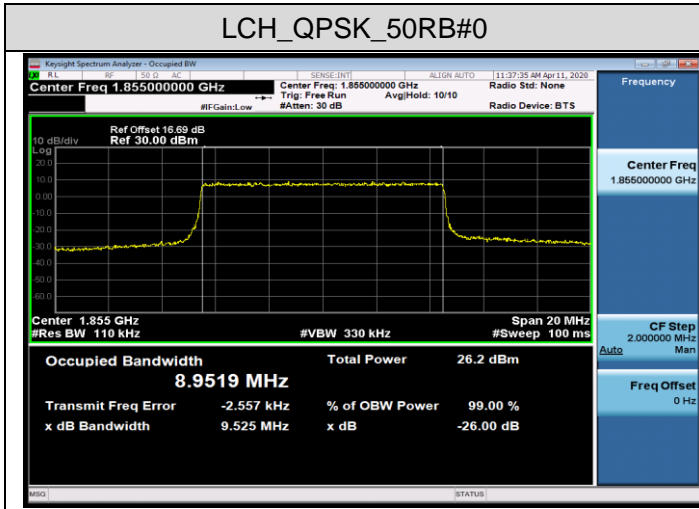 LCH_QPSK_50RB#0
Keysight Spectrum Analyzer - Occupied BW
RL RF 50 Ω AC SENSE:INT ALIGN AUTO 11:37:35 AM Apr 11, 2020
Center Freq 1.855000000 GHz Center Freq: 1.855000000 GHz Radio Std: None Frequency
Trig: Free Run Avg|Hold: 10/10
#IFGain:Low #Atten: 30 dB Radio Device: BTS
Ref Offset 16.69 dB
10 dB/div Ref 30.00 dBm
Log
20.0
10.0
0.00
-10.0
-20.0
-30.0
-40.0
-50.0
-60.0
Center Freq
1.855000000 GHz
Center 1.855 GHz Span 20 MHz
#Res BW 110 kHz #VBW 330 kHz #Sweep 100 ms
CF Step
2.000000 MHz
Auto Man
Occupied Bandwidth Total Power 26.2 dBm
8.9519 MHz
Freq Offset
0 Hz
Transmit Freq Error -2.557 kHz % of OBW Power 99.00 %
x dB Bandwidth 9.525 MHz x dB -26.00 dB
MSG STATUS